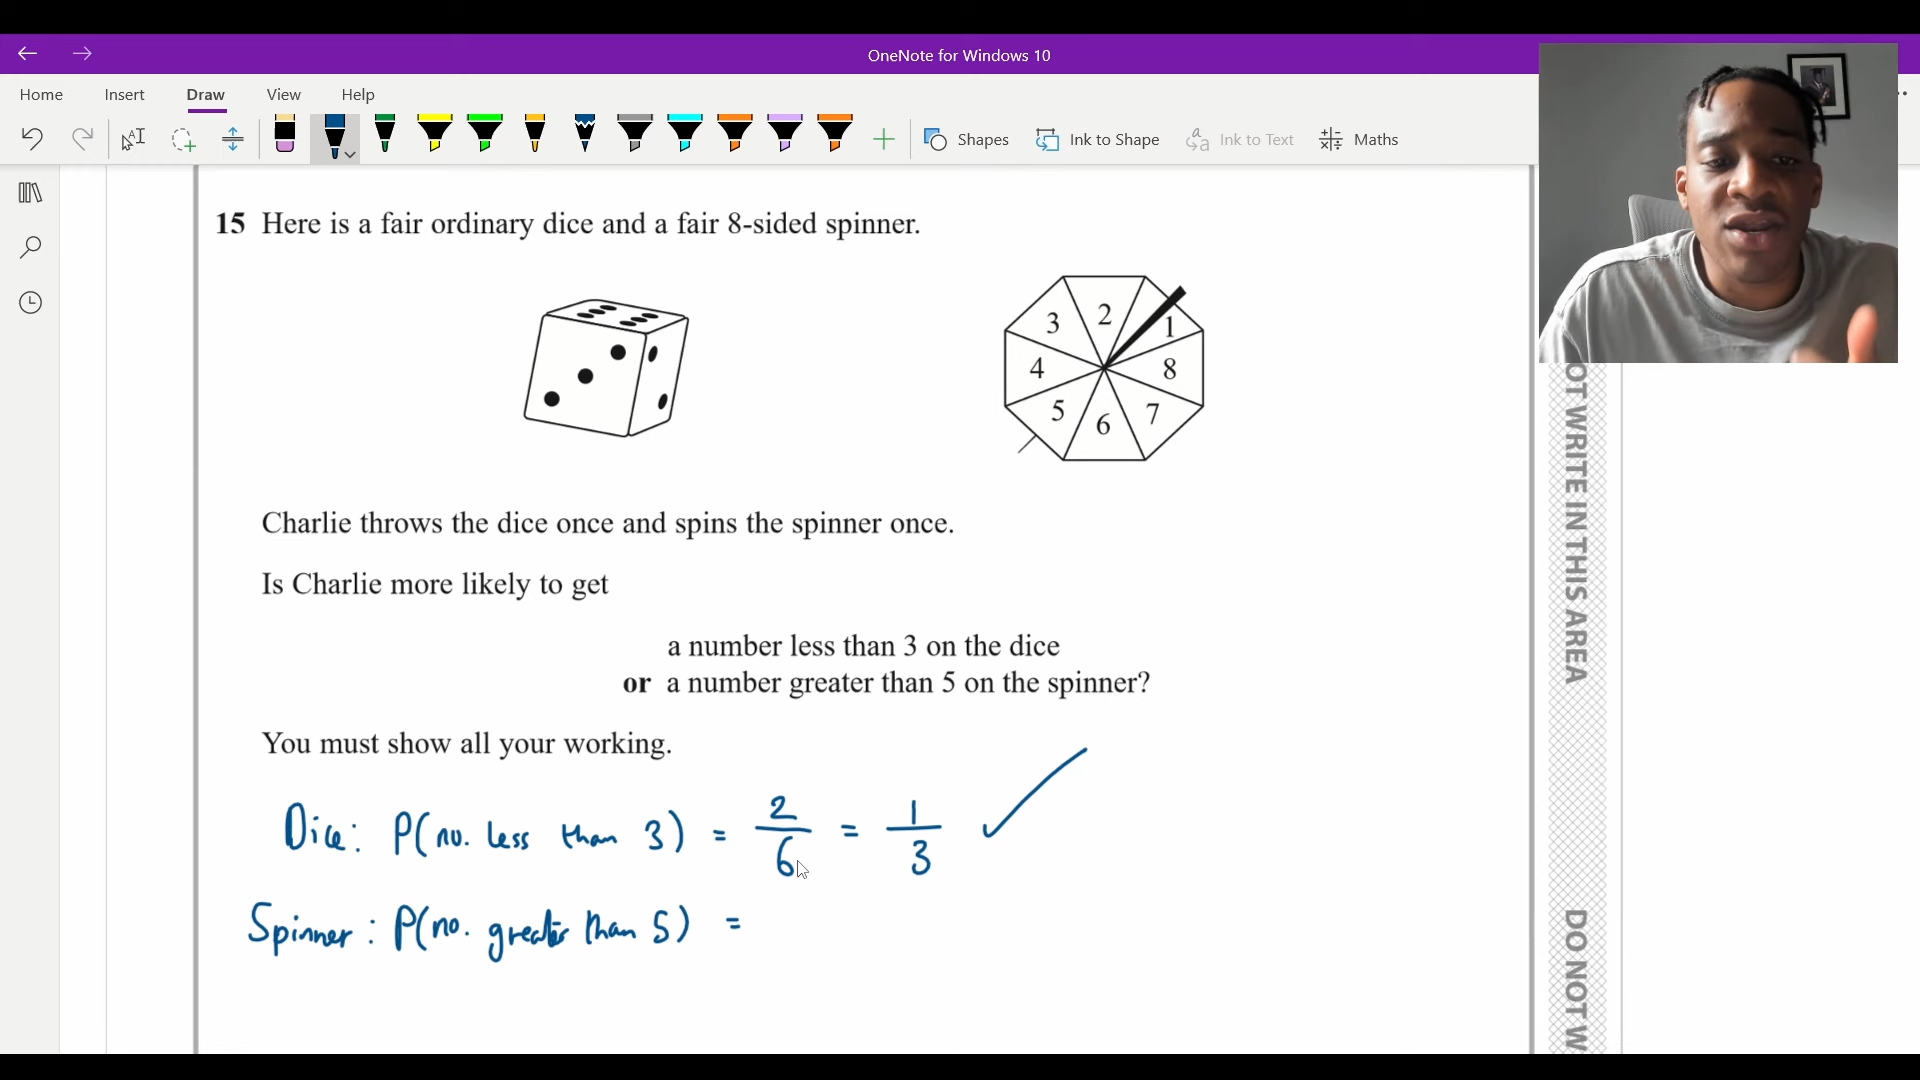 OneNote for Windows 10
Home Insert Draw View Help
Shapes Ink to Shape Ink to Text Maths
15 Here is a fair ordinary dice and a fair 8-sided spinner.
2
3 1
4 8
5 7
6
Charlie throws the dice once and spins the spinner once.
Is Charlie more likely to get
a number less than 3 on the dice
or a number greater than 5 on the spinner?
You must show all your working.
Dice: P(no. less than 3) = 2/6 = 1/3 ✓
Spinner: P(no. greater than 5) =
OT WRITE IN THIS AREA
DO NOT W